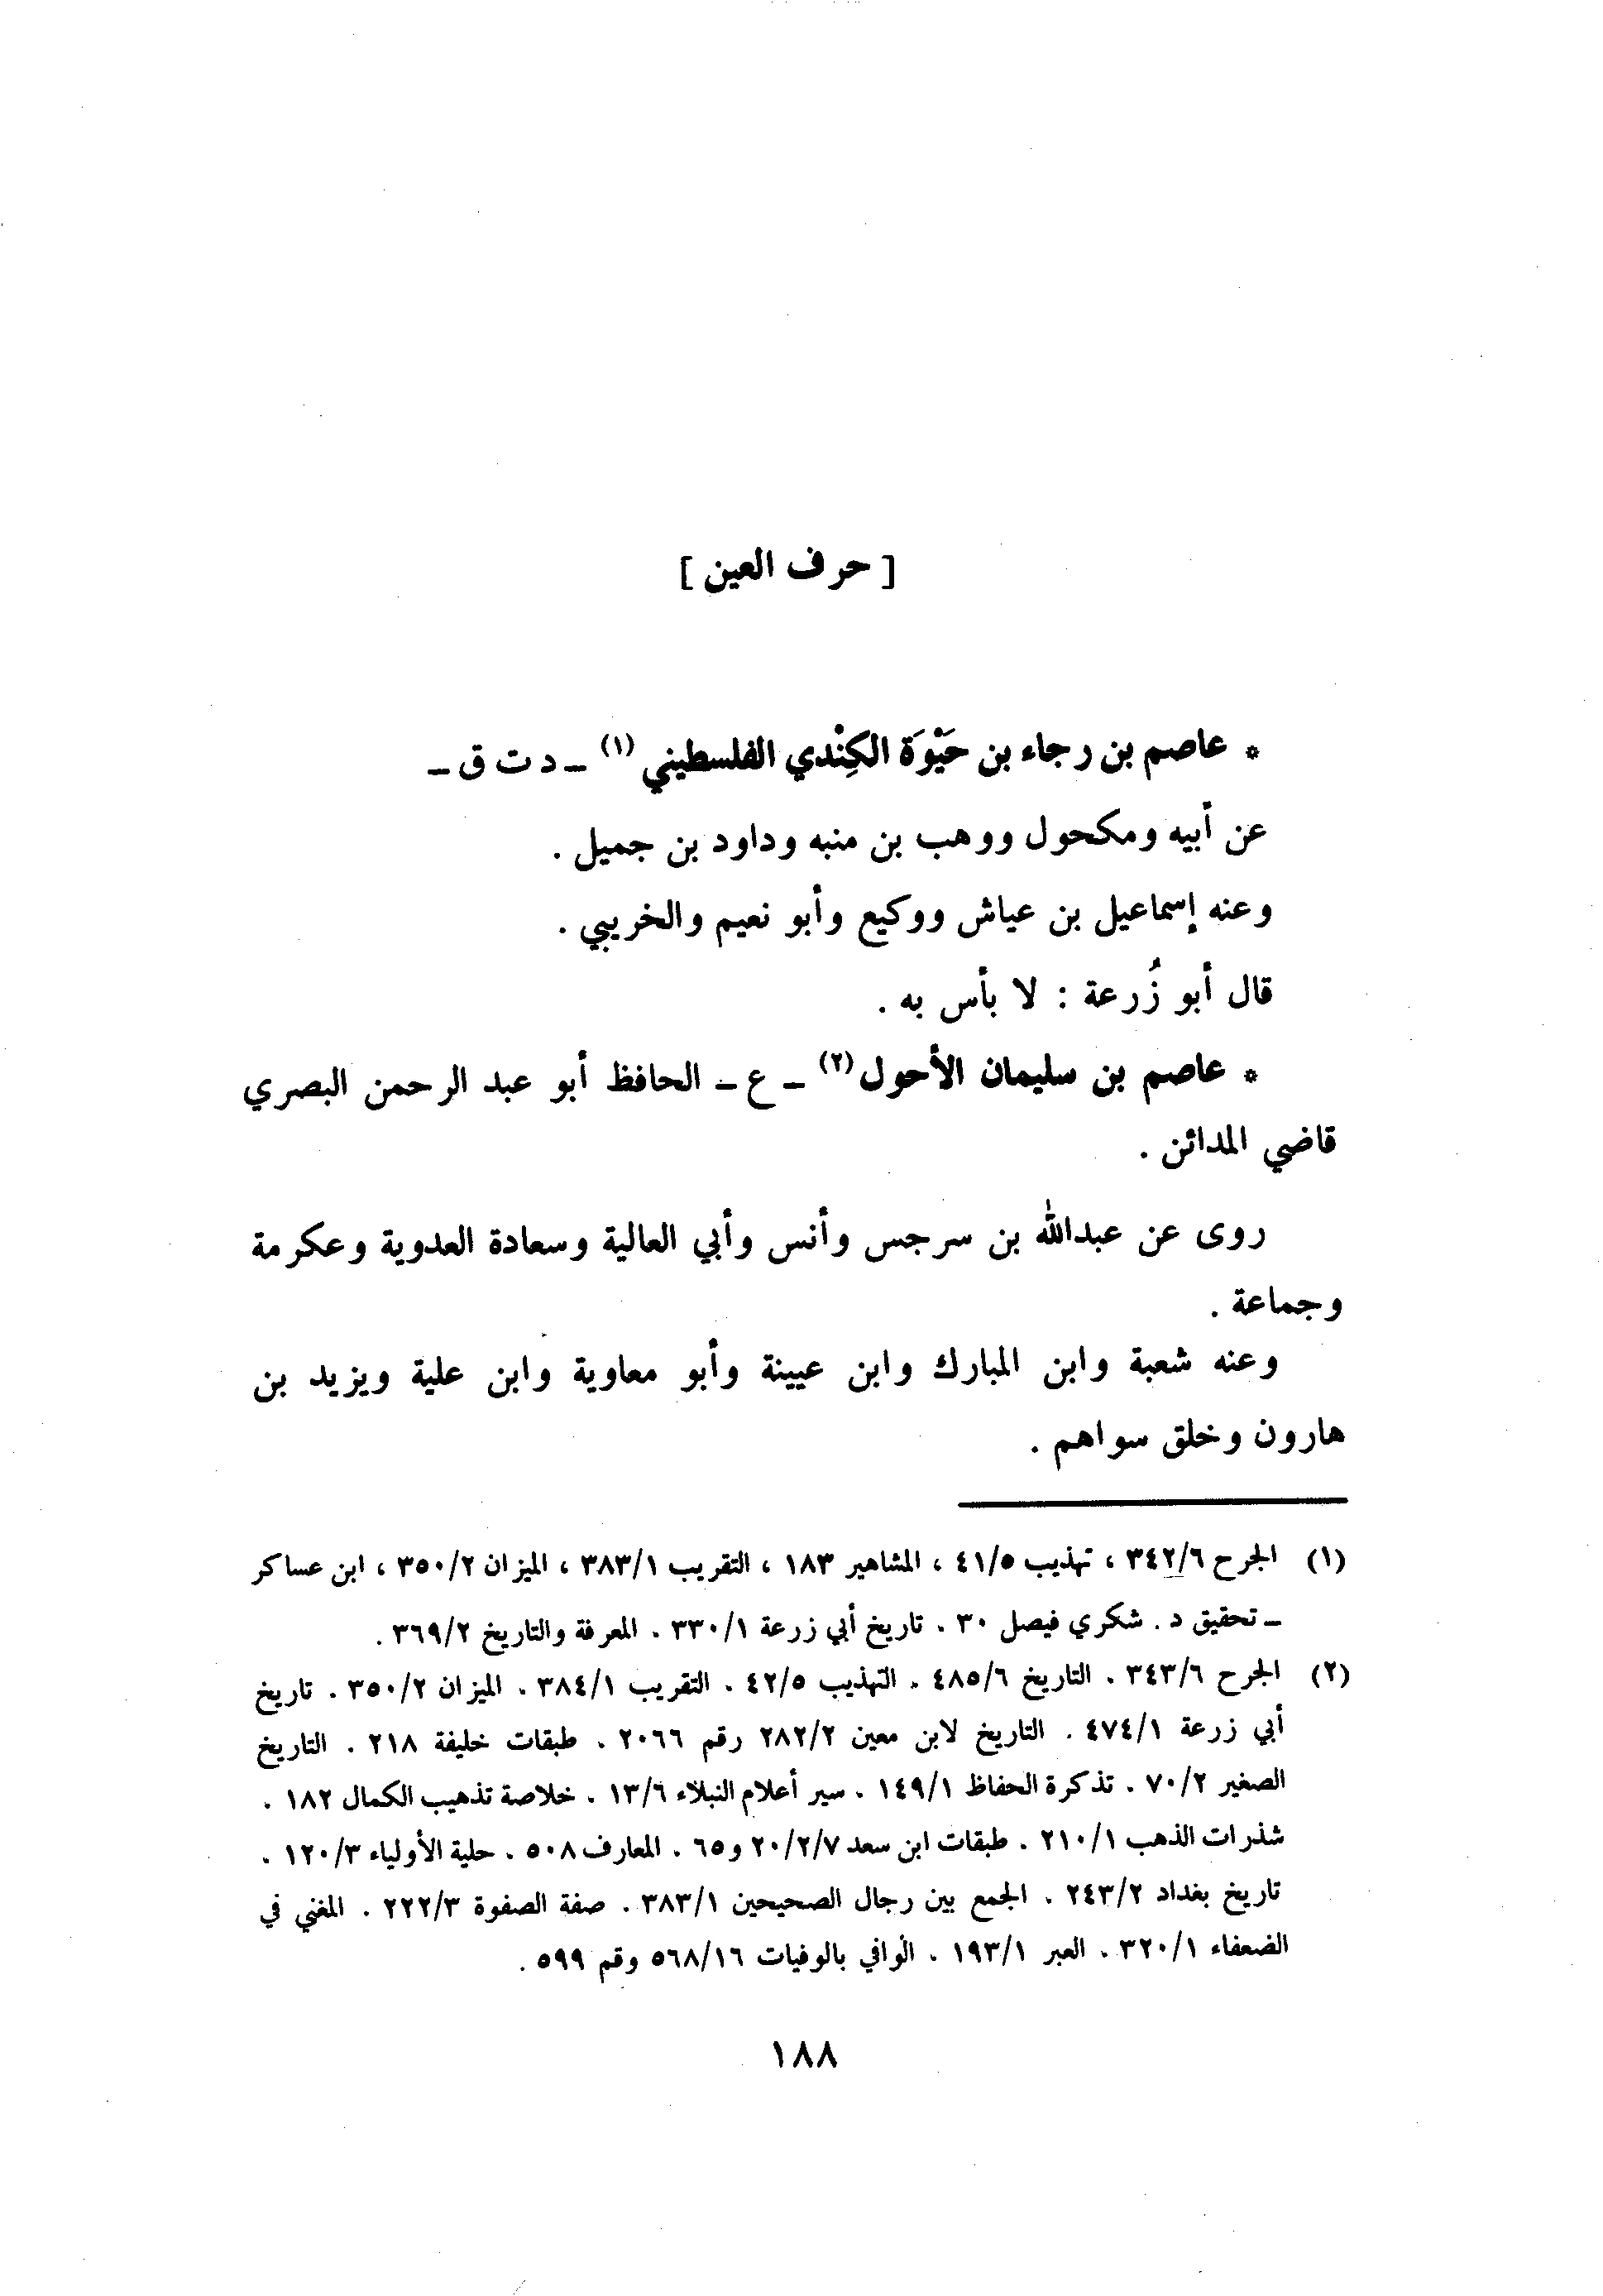 [ حرف العين ]
* عاصم بن رجاء بن حَيْوَة الكِنْدي الفلسطيني (١) ـ د ت ق ـ
عن أبيه ومكحول ووهب بن منبه وداود بن جميل .
وعنه إسماعيل بن عياش ووكيع وأبو نعيم والخريبي .
قال أبو زُرعة : لا بأس به .
* عاصم بن سليمان الأحول (٢) ـ ع ـ الحافظ أبو عبد الرحمن البصري
قاضي المدائن .
روى عن عبدالله بن سرجس وأنس وأبي العالية وسعادة العدوية وعكرمة
وجماعة .
وعنه شعبة وابن المبارك وابن عيينة وأبو معاوية وابن علية ويزيد بن
هارون وخلق سواهم .
(١) الجرح ٣٤٢/٦ ، تهذيب ٤١/٥ ، المشاهير ١٨٣ ، التقريب ٣٨٣/١ ، الميزان ٣٥٠/٢ ، ابن عساكر
ـ تحقيق د . شكري فيصل ٣٠ . تاريخ أبي زرعة ٣٣٠/١ . المعرفة والتاريخ ٣٦٩/٢ .
(٢) الجرح ٣٤٣/٦ . التاريخ ٤٨٥/٦ . التهذيب ٤٢/٥ . التقريب ٣٨٤/١ . الميزان ٣٥٠/٢ . تاريخ
أبي زرعة ٤٧٤/١ . التاريخ لابن معين ٢٨٢/٢ رقم ٢٠٦٦ . طبقات خليفة ٢١٨ . التاريخ
الصغير ٧٠/٢ . تذكرة الحفاظ ١٤٩/١ . سير أعلام النبلاء ١٣/٦ . خلاصة تذهيب الكمال ١٨٢ .
شذرات الذهب ٢١٠/١ . طبقات ابن سعد ٢٠/٢/٧ و٦٥ . المعارف ٥٠٨ . حلية الأولياء ١٢٠/٣ .
تاريخ بغداد ٢٤٣/٢ . الجمع بين رجال الصحيحين ٣٨٣/١ . صفة الصفوة ٢٢٢/٣ . المغني في
الضعفاء ٣٢٠/١ . العبر ١٩٣/١ . الوافي بالوفيات ٥٦٨/١٦ وقم ٥٩٩ .
١٨٨